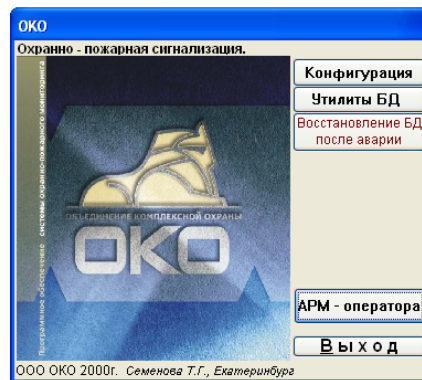 ОКО
Охранно - пожарная сигнализация.
Программное обеспечение системы охранно-пожарного мониторинга
ОБЪЕДИНЕНИЕ КОМПЛЕКСНОЙ ОХРАНЫ
ОКО
Конфигурация
Утилиты БД
Восстановление БД
после аварии
АРМ - оператора
Выход
ООО ОКО 2000г. Семенова Т.Г., Екатеринбург